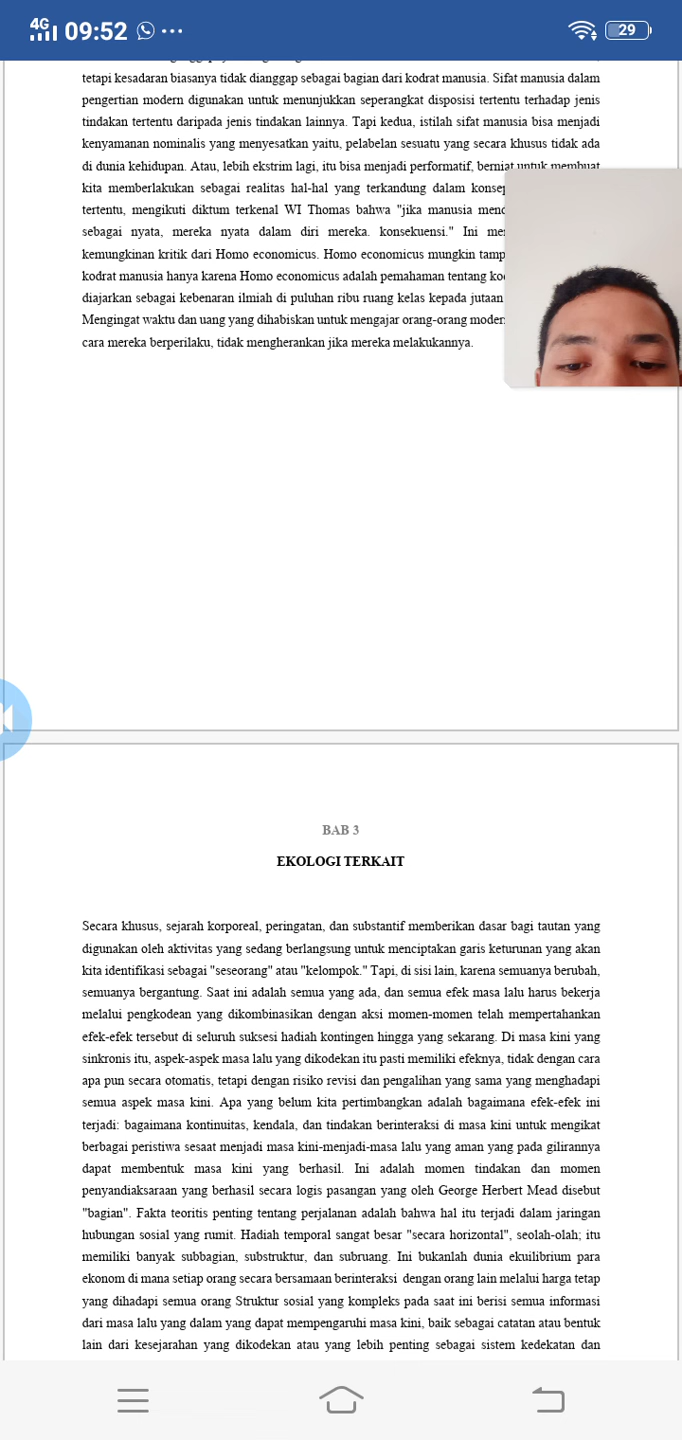 4G 09:52 29
tetapi kesadaran biasanya tidak dianggap sebagai bagian dari kodrat manusia. Sifat manusia dalam
pengertian modern digunakan untuk menunjukkan seperangkat disposisi tertentu terhadap jenis
tindakan tertentu daripada jenis tindakan lainnya. Tapi kedua, istilah sifat manusia bisa menjadi
kenyamanan nominalis yang menyesatkan yaitu, pelabelan sesuatu yang secara khusus tidak ada
di dunia kehidupan. Atau, lebih ekstrim lagi, itu bisa menjadi performatif, berniat untuk membuat
kita memberlakukan sebagai realitas hal-hal yang terkandung dalam
tertentu, mengikuti diktum terkenal WI Thomas bahwa "jika manusia
sebagai nyata, mereka nyata dalam diri mereka. konsekuensi." Ini
kemungkinan kritik dari Homo economicus. Homo economicus mungkin
kodrat manusia hanya karena Homo economicus adalah pemahaman tentang
diajarkan sebagai kebenaran ilmiah di puluhan ribu ruang kelas kepada jutaan
Mengingat waktu dan uang yang dihabiskan untuk mengajar orang-orang
cara mereka berperilaku, tidak mengherankan jika mereka melakukannya.
BAB 3
EKOLOGI TERKAIT
Secara khusus, sejarah korporeal, peringatan, dan substantif memberikan dasar bagi tautan yang
digunakan oleh aktivitas yang sedang berlangsung untuk menciptakan garis keturunan yang akan
kita identifikasi sebagai "seseorang" atau "kelompok." Tapi, di sisi lain, karena semuanya berubah,
semuanya bergantung. Saat ini adalah semua yang ada, dan semua efek masa lalu harus bekerja
melalui pengkodean yang dikombinasikan dengan aksi momen-momen telah mempertahankan
efek-efek tersebut di seluruh suksesi hadiah kontingen hingga yang sekarang. Di masa kini yang
sinkronis itu, aspek-aspek masa lalu yang dikodekan itu pasti memiliki efeknya, tidak dengan cara
apa pun secara otomatis, tetapi dengan risiko revisi dan pengalihan yang sama yang menghadapi
semua aspek masa kini. Apa yang belum kita pertimbangkan adalah bagaimana efek-efek ini
terjadi: bagaimana kontinuitas, kendala, dan tindakan berinteraksi di masa kini untuk mengikat
berbagai peristiwa sesaat menjadi masa kini-menjadi-masa lalu yang aman yang pada gilirannya
dapat membentuk masa kini yang berhasil. Ini adalah momen tindakan dan momen
penyandiaksaraan yang berhasil secara logis pasangan yang oleh George Herbert Mead disebut
"bagian". Fakta teoritis penting tentang perjalanan adalah bahwa hal itu terjadi dalam jaringan
hubungan sosial yang rumit. Hadiah temporal sangat besar "secara horizontal", seolah-olah; itu
memiliki banyak subbagian, substruktur, dan subruang. Ini bukanlah dunia ekuilibrium para
ekonom di mana setiap orang secara bersamaan berinteraksi dengan orang lain melalui harga tetap
yang dihadapi semua orang Struktur sosial yang kompleks pada saat ini berisi semua informasi
dari masa lalu yang dalam yang dapat mempengaruhi masa kini, baik sebagai catatan atau bentuk
lain dari kesejarahan yang dikodekan atau yang lebih penting sebagai sistem kedekatan dan